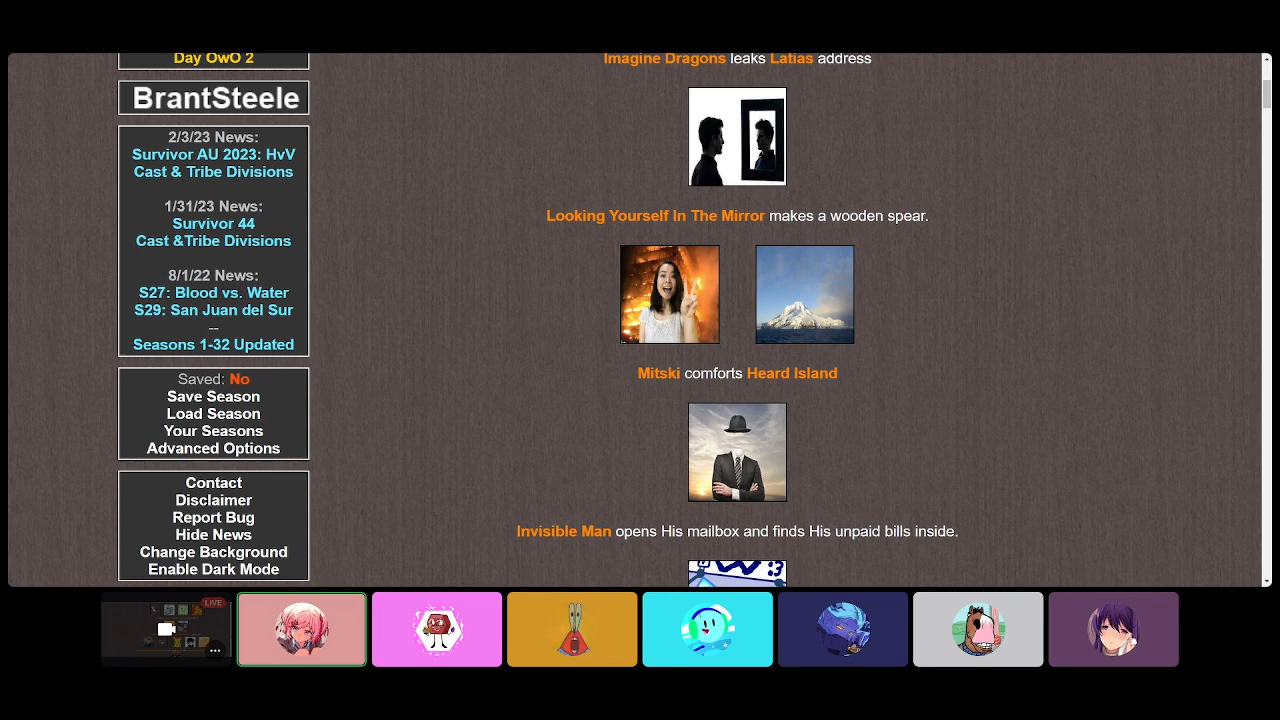 Day OwO 2
BrantSteele
2/3/23 News:
Survivor AU 2023: HvV
Cast & Tribe Divisions
1/31/23 News:
Survivor 44
Cast &Tribe Divisions
8/1/22 News:
S27: Blood vs. Water
S29: San Juan del Sur
--
Seasons 1-32 Updated
Saved: No
Save Season
Load Season
Your Seasons
Advanced Options
Contact
Disclaimer
Report Bug
Hide News
Change Background
Enable Dark Mode
Imagine Dragons leaks Latias address
Looking Yourself In The Mirror makes a wooden spear.
Mitski comforts Heard Island
Invisible Man opens His mailbox and finds His unpaid bills inside.
:3
LIVE